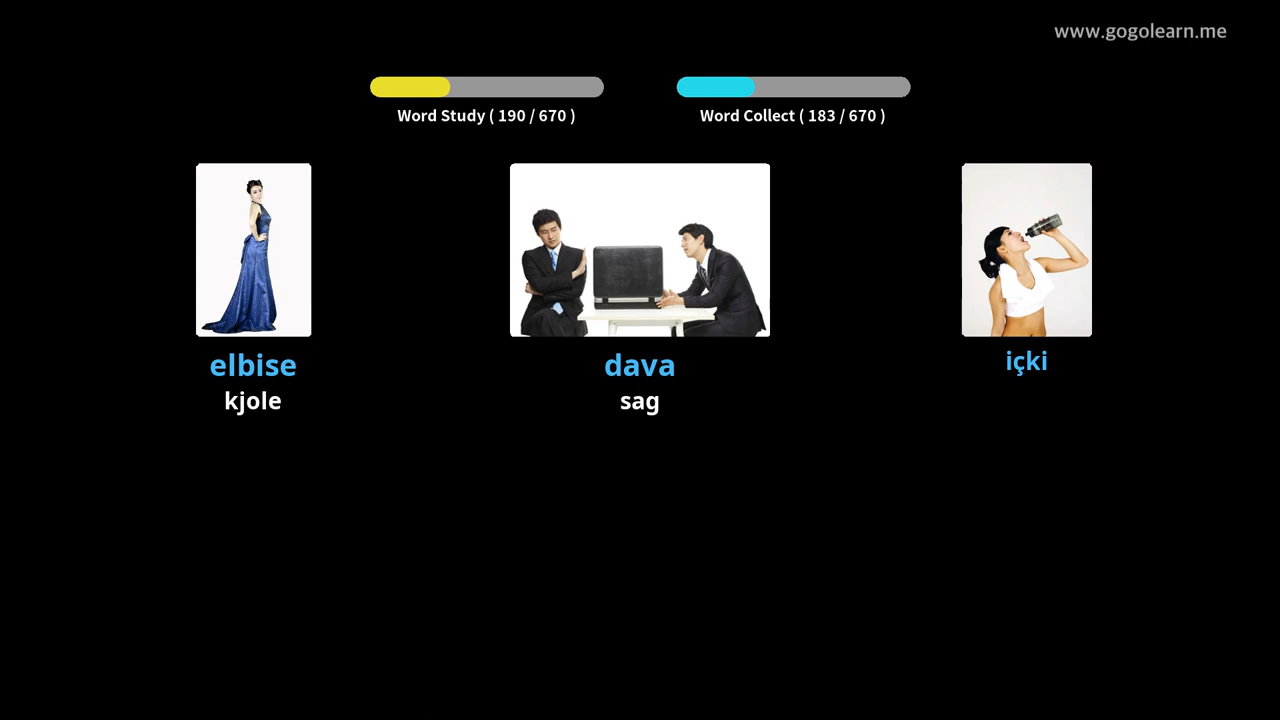 www.gogolearn.me
Word Study ( 190 / 670 )
Word Collect ( 183 / 670 )
elbise
kjole
dava
sag
içki